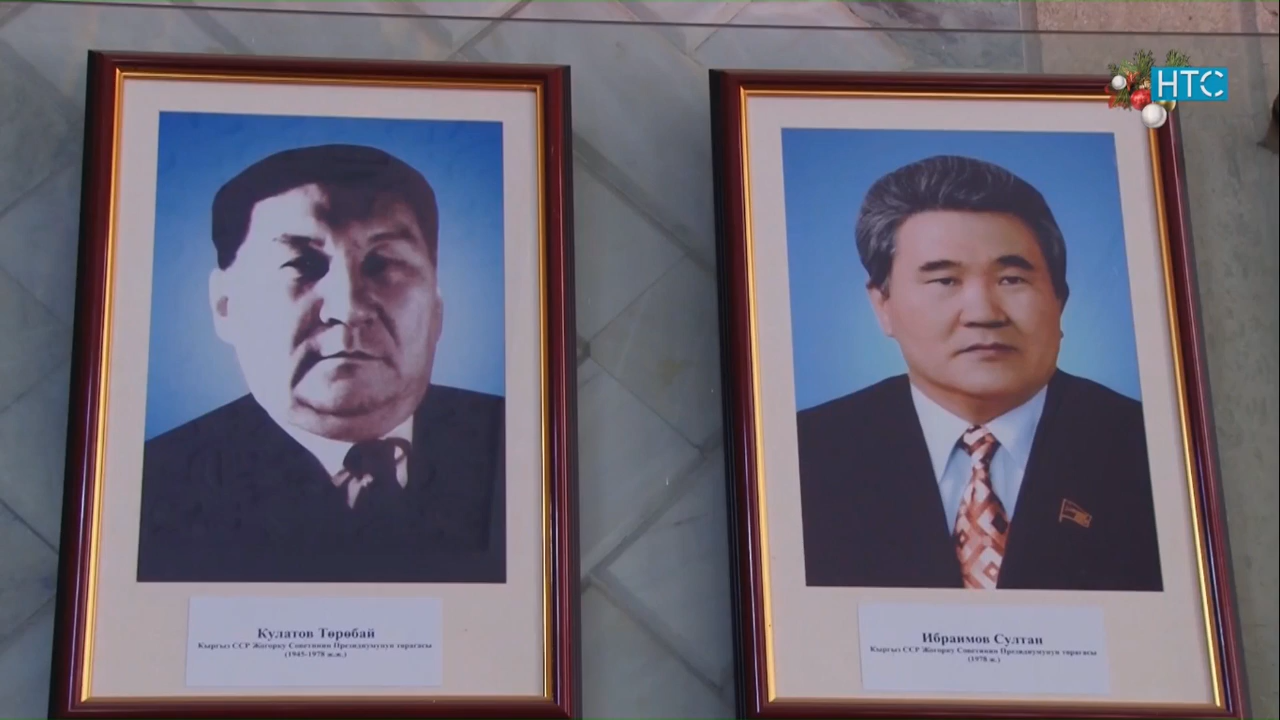 НТС
Кулатов Төрөбай
Кыргыз ССР Жогорку Советинин Президиумунун төрагасы
(1945-1978 ж.ж.)
Ибраимов Султан
Кыргыз ССР Жогорку Советинин Президиумунун төрагасы
(1978 ж.)